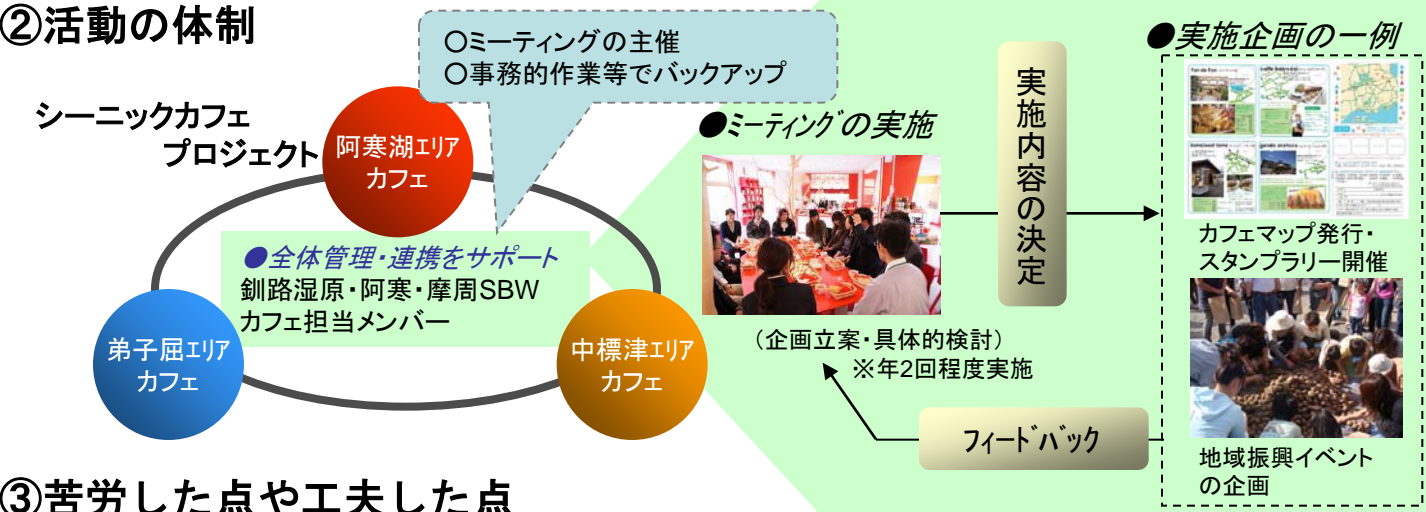 ②活動の体制
〇ミーティングの主催
〇事務的作業等でバックアップ
シーニックカフェ
プロジェクト
阿寒湖エリア
カフェ
●全体管理・連携をサポート
釧路湿原・阿寒・摩周SBW
カフェ担当メンバー
弟子屈エリア
カフェ
中標津エリア
カフェ
●ミーティングの実施
（企画立案・具体的検討）
※年2回程度実施
実施内容の決定
フィードバック
●実施企画の一例
カフェマップ発行・
スタンプラリー開催
地域振興イベント
の企画
③苦労した点や工夫した点